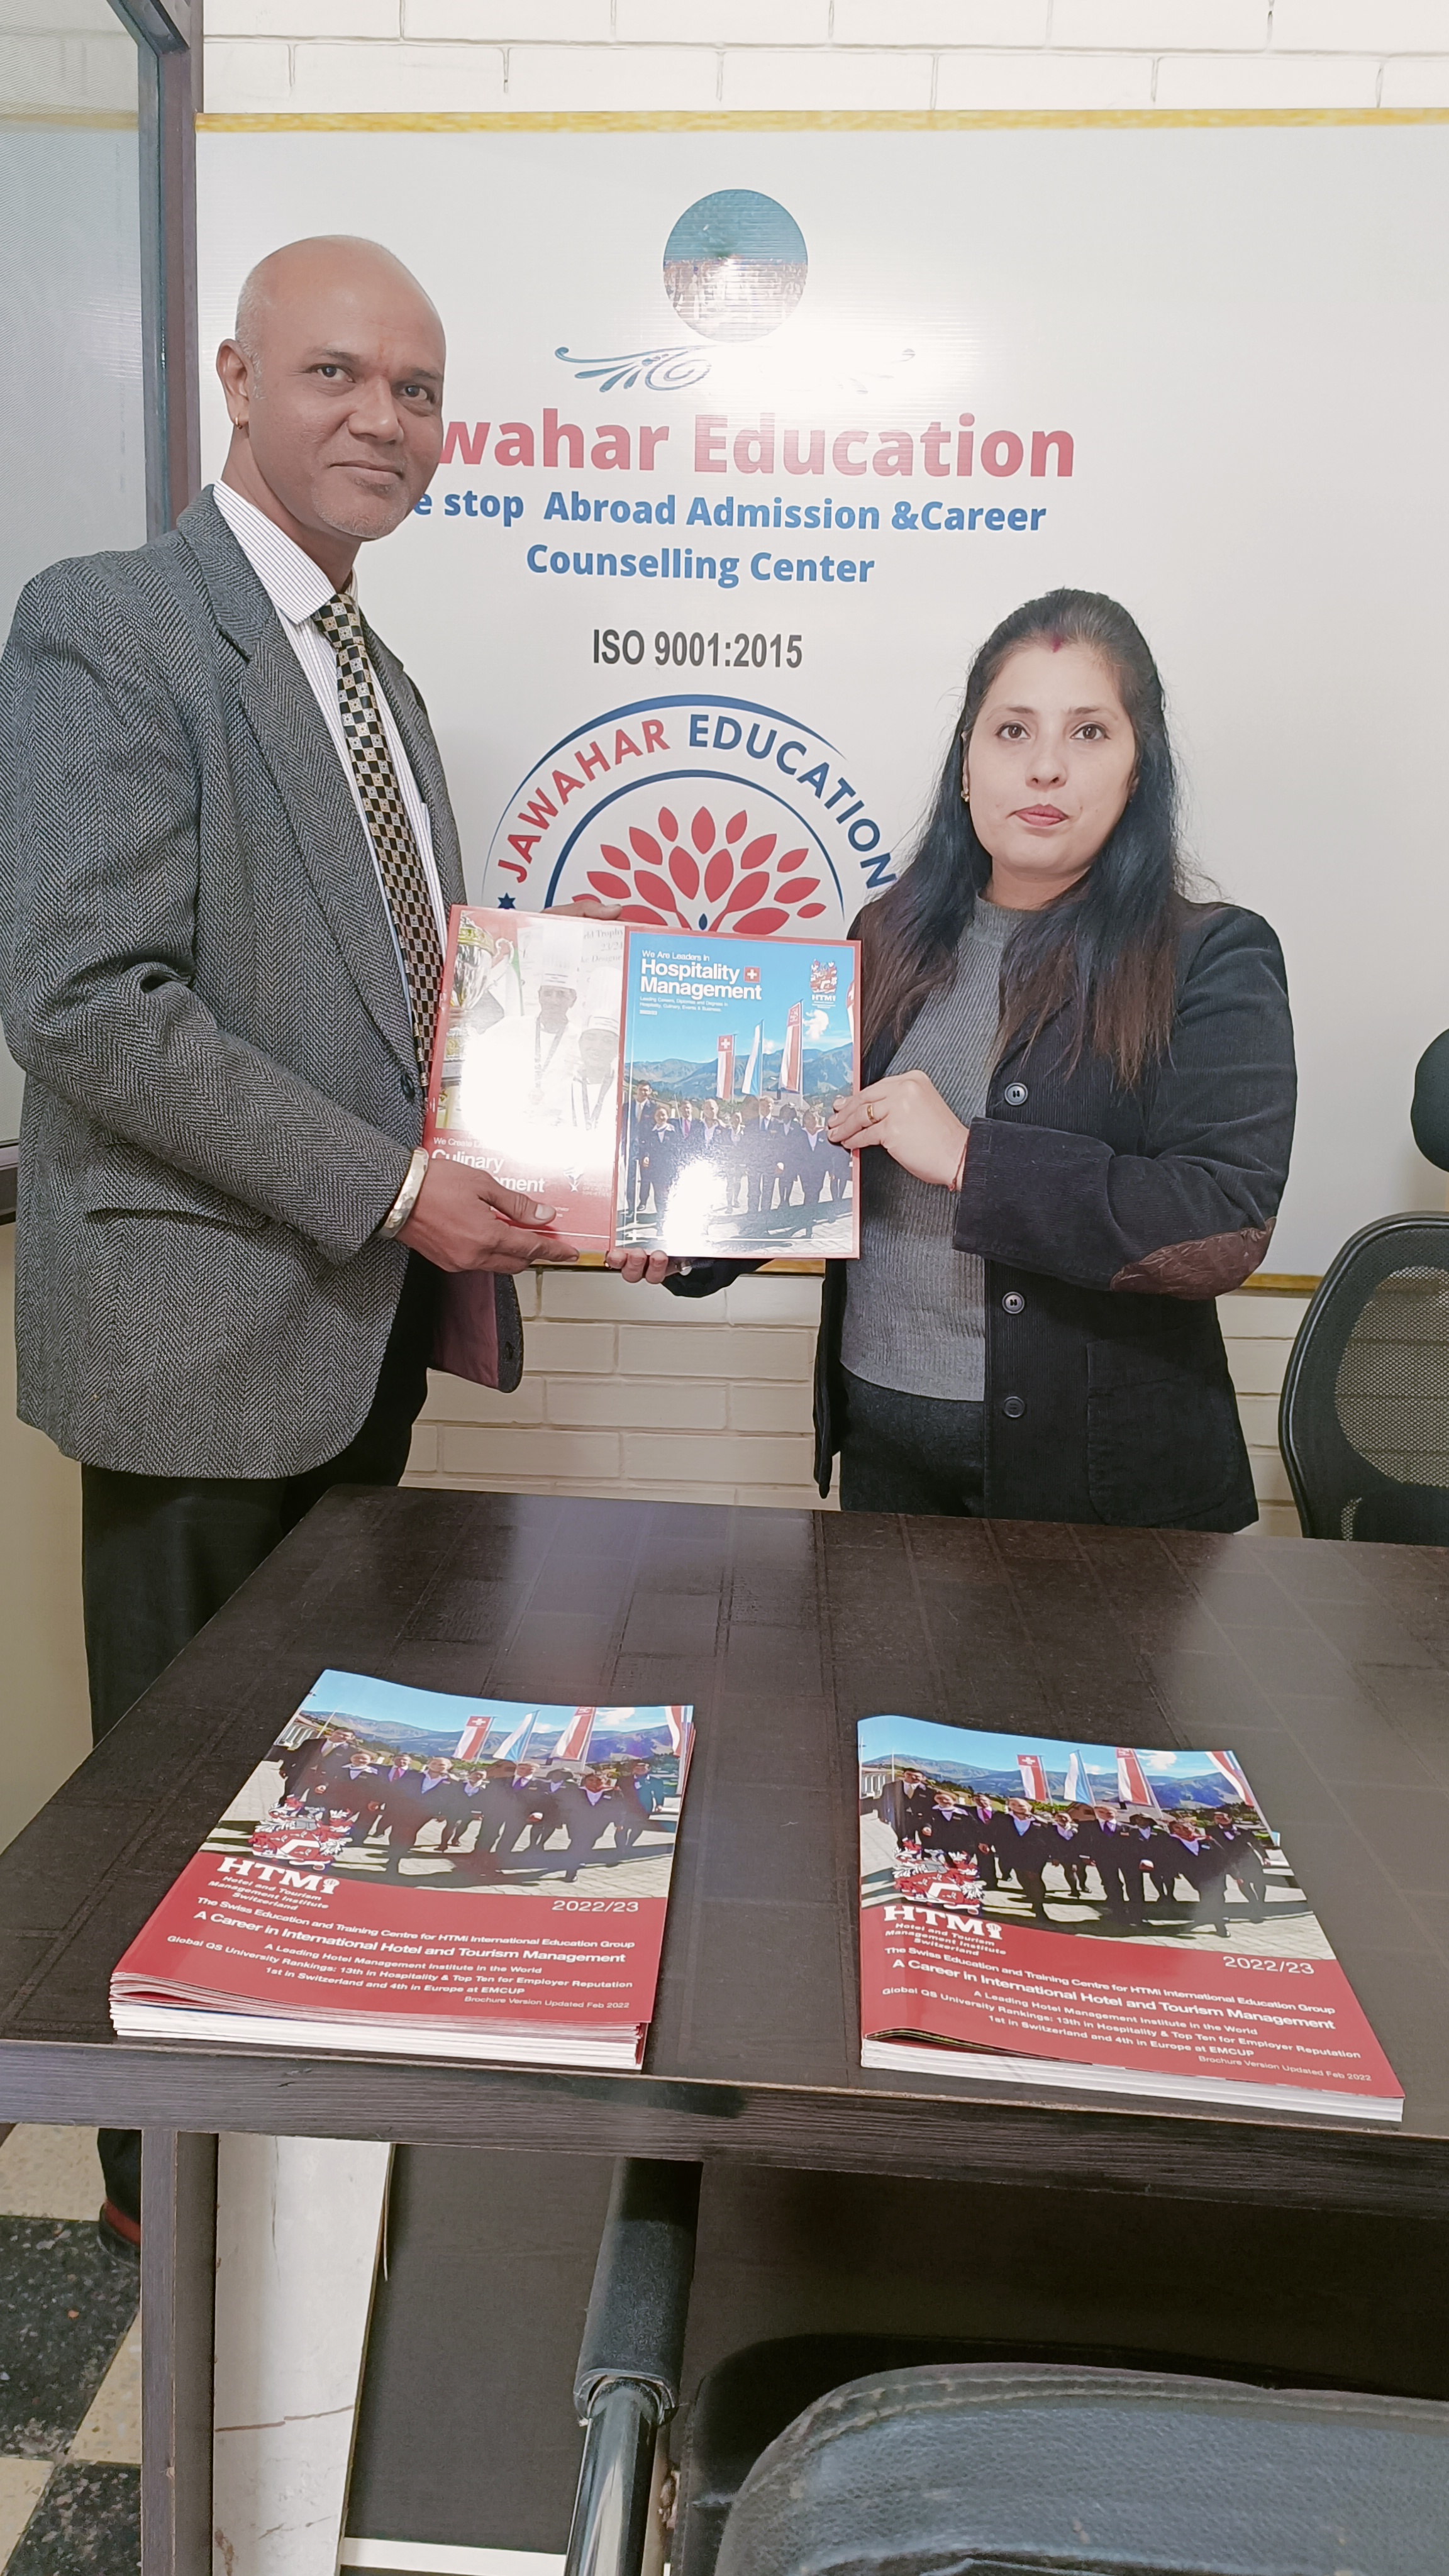 wahar Education
e stop Abroad Admission &Career
Counselling Center
ISO 9001:2015
JAWAHAR EDUCATION
We Are Leaders in
Hospitality
Management
HTMi
Culinary
We Create
ment
HTMi
Hotel and Tourism
Management Institute
Switzerland
2022/23
The Swiss Education and Training Centre for HTMi International Education Group
A Career in International Hotel and Tourism Management
A Leading Hotel Management Institute in the World
Global QS University Rankings: 13th in Hospitality & Top Ten for Employer Reputation
1st in Switzerland and 4th in Europe at EMCUP
Brochure Version Updated Feb 2022
HTMi
Hotel and Tourism
Management Institute
Switzerland
2022/23
The Swiss Education and Training Centre for HTMi International Education Group
A Career in International Hotel and Tourism Management
A Leading Hotel Management Institute in the World
Global QS University Rankings: 13th in Hospitality & Top Ten for Employer Reputation
1st in Switzerland and 4th in Europe at EMCUP
Brochure Version Updated Feb 2022